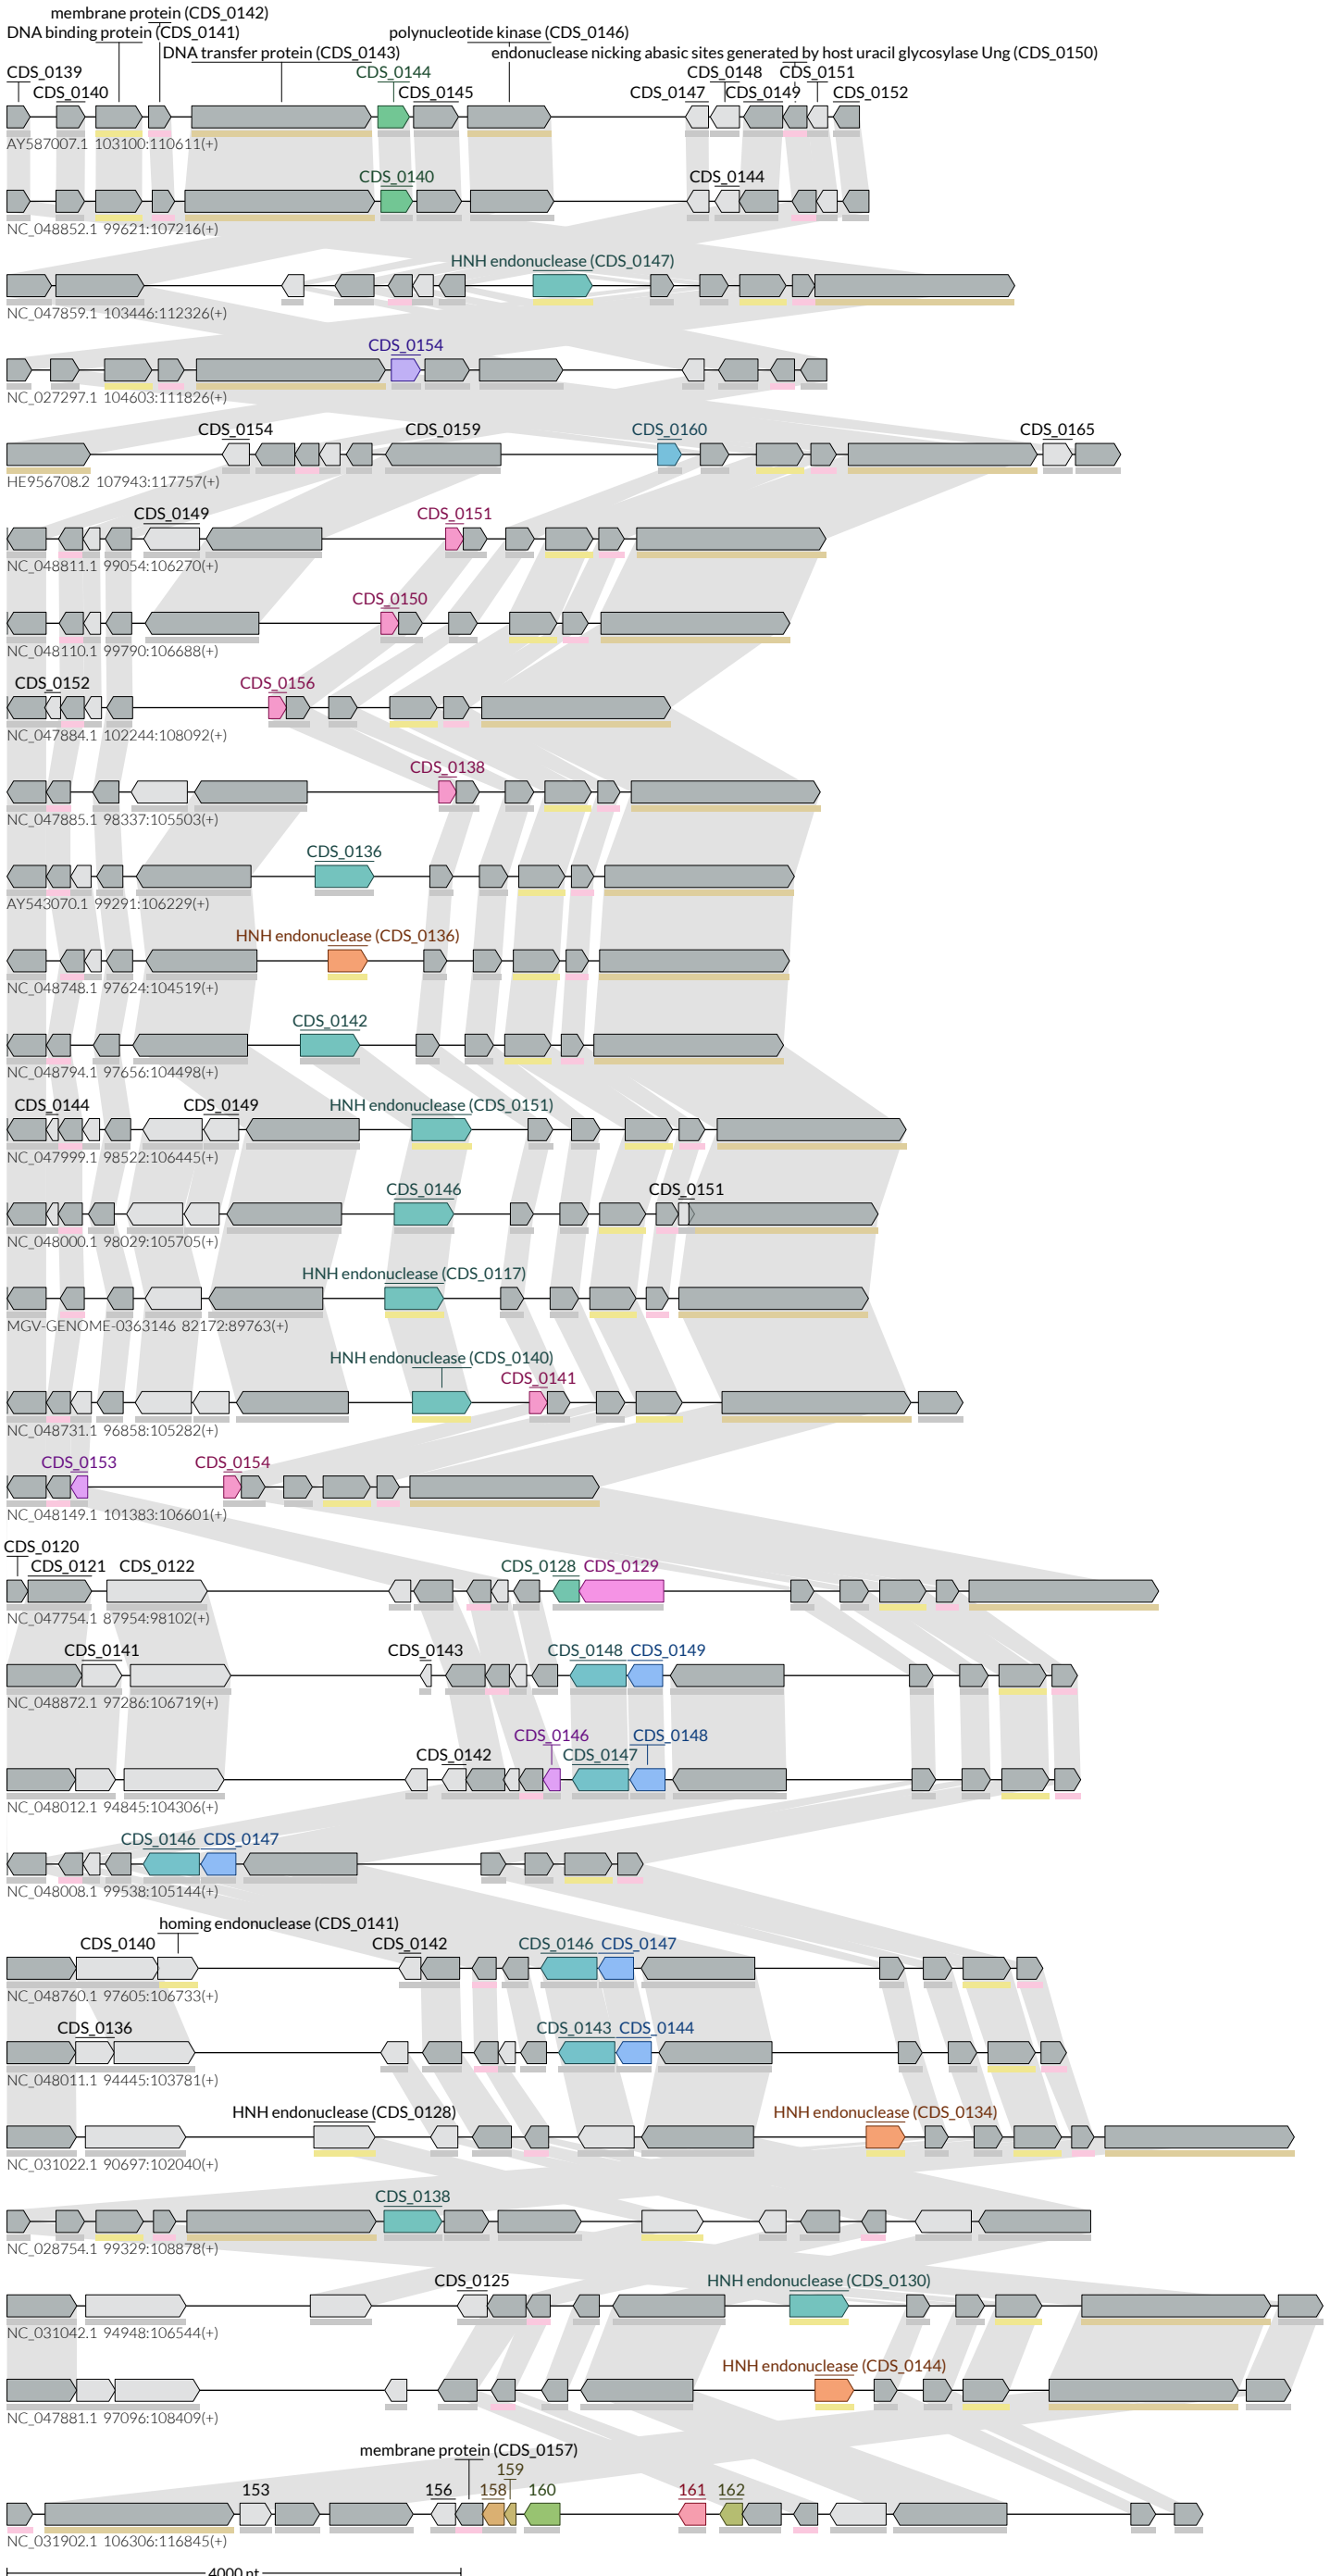 membrane protein (CDS_0142)
DNA binding protein (CDS_0141) polynucleotide kinase (CDS_0146)
DNA transfer protein (CDS_0143) endonuclease nicking abasic sites generated by host uracil glycosylase Ung (CDS_0150)
CDS_0139 CDS_0144 CDS_0148 CDS_0151
CDS_0140 CDS_0145 CDS_0147 CDS_0149 CDS_0152
AY587007.1 103100:110611(+)
CDS_0140 CDS_0144
NC_048852.1 99621:107216(+)
HNH endonuclease (CDS_0147)
NC_047859.1 103446:112326(+)
CDS_0154
NC_027297.1 104603:111826(+)
CDS_0154 CDS_0159 CDS_0160 CDS_0165
HE956708.2 107943:117757(+)
CDS_0149 CDS_0151
NC_048811.1 99054:106270(+)
CDS_0150
NC_048110.1 99790:106688(+)
CDS_0152 CDS_0156
NC_047884.1 102244:108092(+)
CDS_0138
NC_047885.1 98337:105503(+)
CDS_0136
AY543070.1 99291:106229(+)
HNH endonuclease (CDS_0136)
NC_048748.1 97624:104519(+)
CDS_0142
NC_048794.1 97656:104498(+)
CDS_0144 CDS_0149 HNH endonuclease (CDS_0151)
NC_047999.1 98522:106445(+)
CDS_0146 CDS_0151
NC_048000.1 98029:105705(+)
HNH endonuclease (CDS_0117)
MGV-GENOME-0363146 82172:89763(+)
HNH endonuclease (CDS_0140)
CDS_0141
NC_048731.1 96858:105282(+)
CDS_0153 CDS_0154
NC_048149.1 101383:106601(+)
CDS_0120
CDS_0121 CDS_0122 CDS_0128 CDS_0129
NC_047754.1 87954:98102(+)
CDS_0141 CDS_0143 CDS_0148 CDS_0149
NC_048872.1 97286:106719(+)
CDS_0146 CDS_0148
CDS_0142 CDS_0147
NC_048012.1 94845:104306(+)
CDS_0146 CDS_0147
NC_048008.1 99538:105144(+)
homing endonuclease (CDS_0141)
CDS_0140 CDS_0142 CDS_0146 CDS_0147
NC_048760.1 97605:106733(+)
CDS_0136 CDS_0143 CDS_0144
NC_048011.1 94445:103781(+)
HNH endonuclease (CDS_0128) HNH endonuclease (CDS_0134)
NC_031022.1 90697:102040(+)
CDS_0138
NC_028754.1 99329:108878(+)
CDS_0125 HNH endonuclease (CDS_0130)
NC_031042.1 94948:106544(+)
HNH endonuclease (CDS_0144)
NC_047881.1 97096:108409(+)
membrane protein (CDS_0157)
159
153 156 158 160 161 162
NC_031902.1 106306:116845(+)
4000 nt